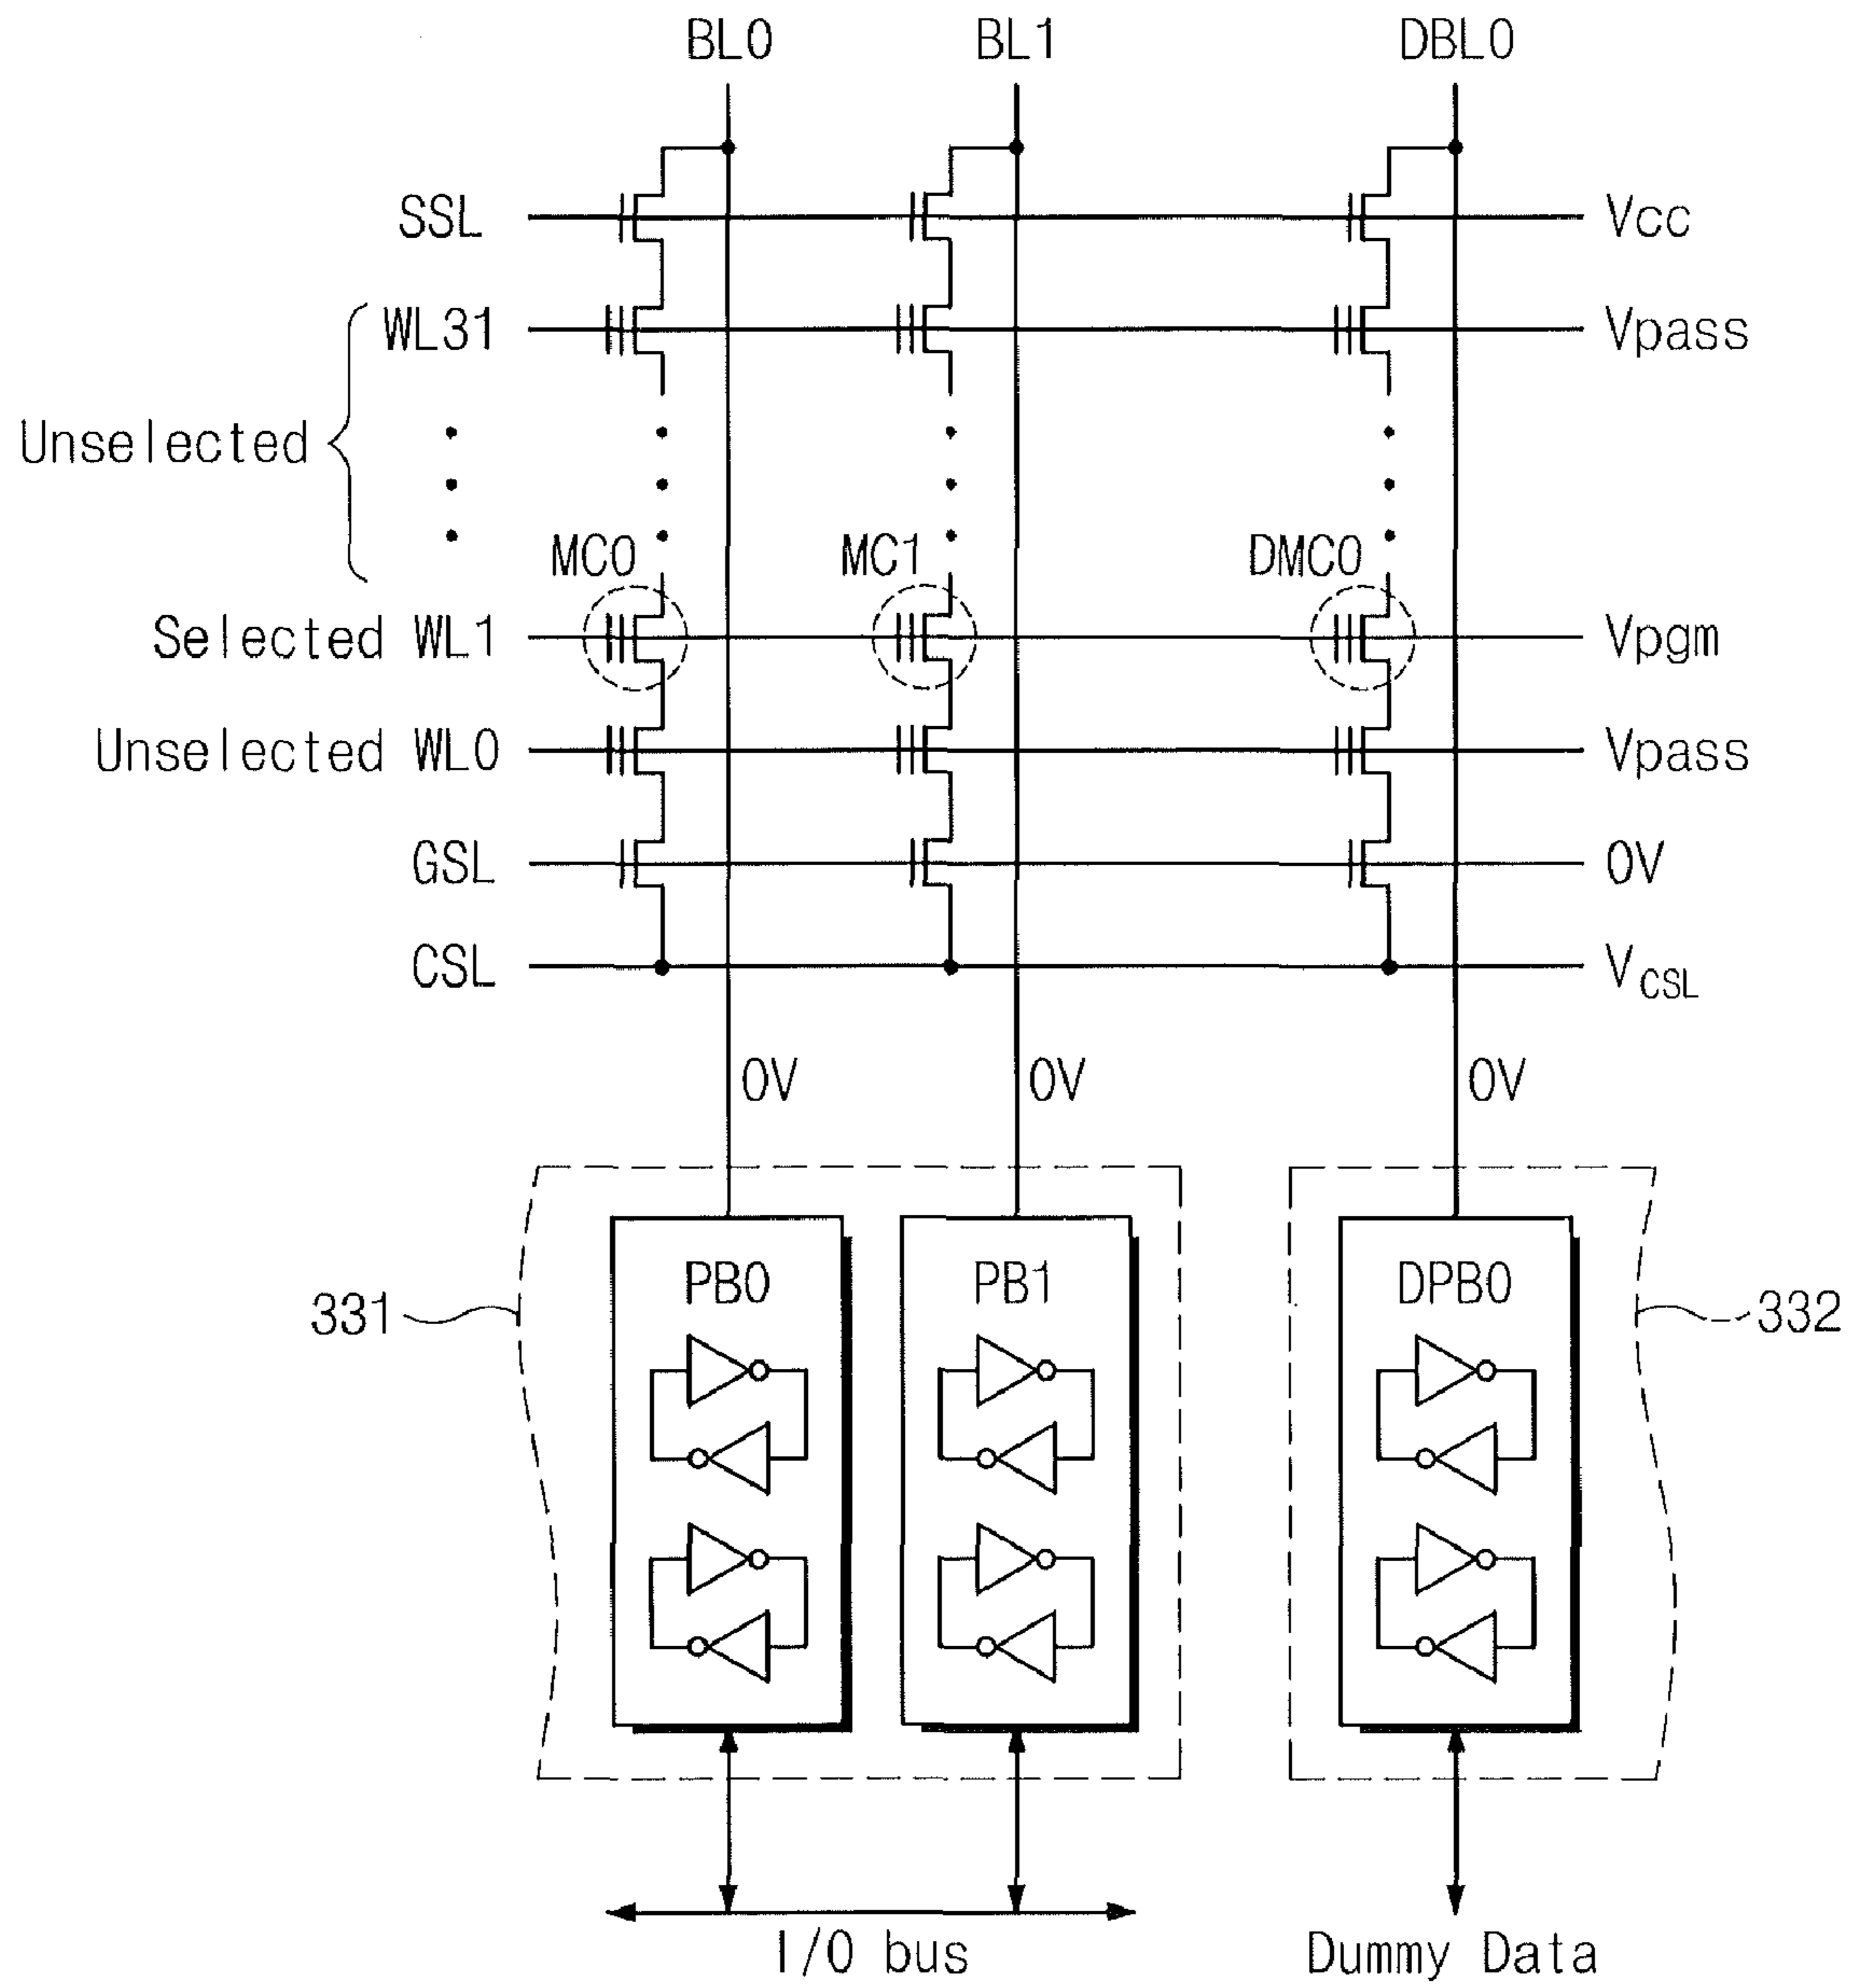 BL0 BL1 DBL0
SSL Vcc
WL31 Vpass
Unselected
MC0 MC1 DMC0
Selected WL1 Vpgm
Unselected WL0 Vpass
GSL 0V
CSL VCSL
0V 0V 0V
PB0 PB1 DPB0
331 332
I/O bus Dummy Data